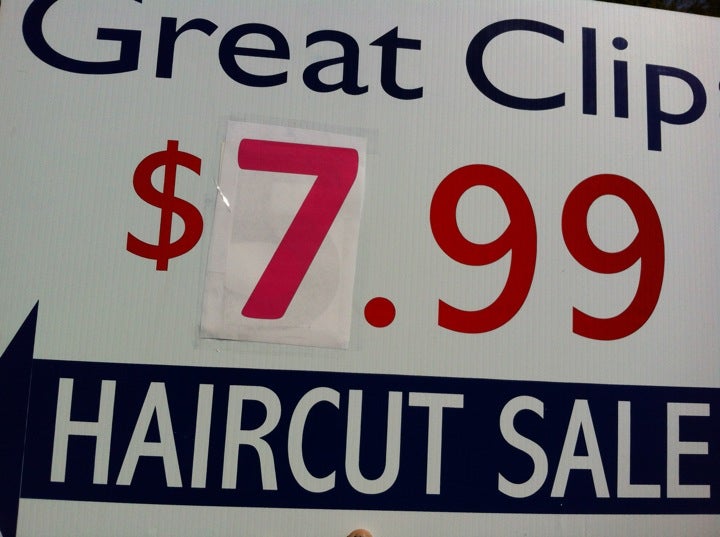 Great Clip
$7.99
HAIRCUT SALE